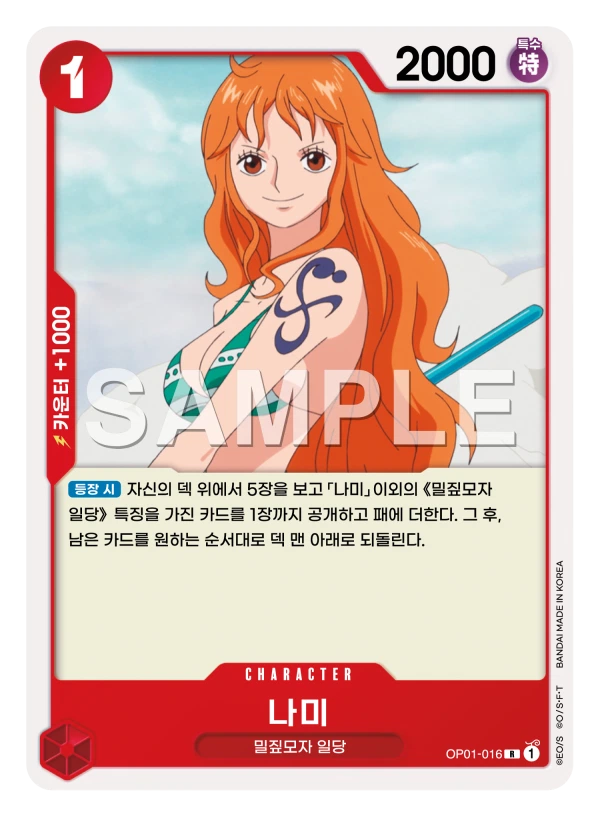 1
2000
특수
特
⚡카운터 +1000
SAMPLE
등장 시 자신의 덱 위에서 5장을 보고 「나미」 이외의 《밀짚모자
일당》 특징을 가진 카드를 1장까지 공개하고 패에 더한다. 그 후,
남은 카드를 원하는 순서대로 덱 맨 아래로 되돌린다.
CHARACTER
나미
밀짚모자 일당
OP01-016 R 1
©EO/S ©O/S·F·T BANDAI MADE IN KOREA